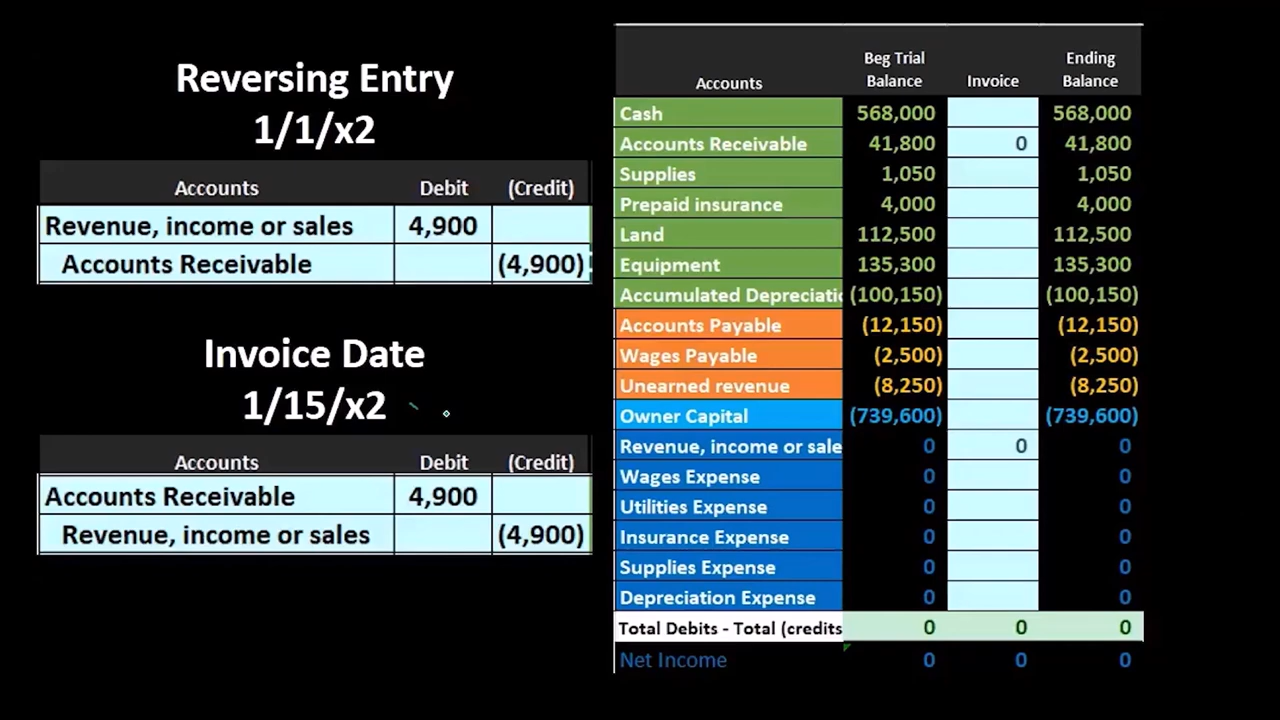 Reversing Entry
1/1/x2
Accounts Debit (Credit)
Revenue, income or sales 4,900
Accounts Receivable (4,900)
Invoice Date
1/15/x2
Accounts Debit (Credit)
Accounts Receivable 4,900
Revenue, income or sales (4,900)
Accounts Beg Trial Balance Invoice Ending Balance
Cash 568,000 568,000
Accounts Receivable 41,800 0 41,800
Supplies 1,050 1,050
Prepaid insurance 4,000 4,000
Land 112,500 112,500
Equipment 135,300 135,300
Accumulated Depreciatic (100,150) (100,150)
Accounts Payable (12,150) (12,150)
Wages Payable (2,500) (2,500)
Unearned revenue (8,250) (8,250)
Owner Capital (739,600) (739,600)
Revenue, income or sale 0 0 0
Wages Expense 0 0
Utilities Expense 0 0
Insurance Expense 0 0
Supplies Expense 0 0
Depreciation Expense 0 0
Total Debits - Total (credits 0 0 0
Net Income 0 0 0